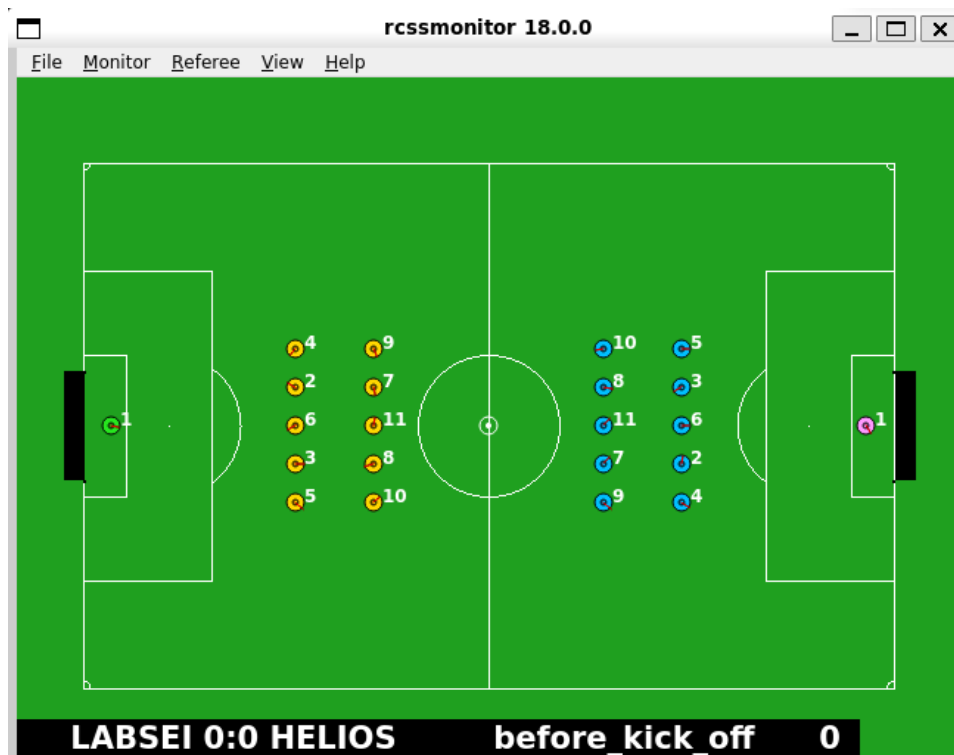 rcssmonitor 18.0.0
File Monitor Referee View Help
4 9 10 5
2 7 8 3
1 6 11 11 6 1
3 8 7 2
5 10 9 4
LABSEI 0:0 HELIOS before_kick_off 0